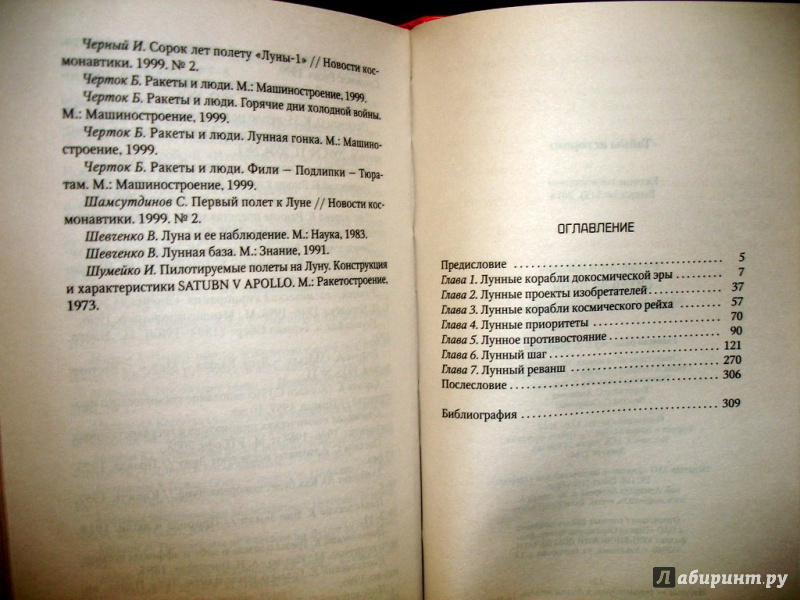 Черный И. Сорок лет полету «Луны-1» // Новости кос-
монавтики. 1999. № 2.
Черток Б. Ракеты и люди. М.: Машиностроение, 1999.
Черток Б. Ракеты и люди. Горячие дни холодной войны.
М.: Машиностроение, 1999.
Черток Б. Ракеты и люди. Лунная гонка. М.: Машино-
строение, 1999.
Черток Б. Ракеты и люди. Фили — Подлипки — Тюра-
там. М.: Машиностроение, 1999.
Шамсутдинов С. Первый полет к Луне // Новости кос-
монавтики. 1999. № 2.
Шевченко В. Луна и ее наблюдение. М.: Наука, 1983.
Шевченко В. Лунная база. М.: Знание, 1991.
Шумейко И. Пилотируемые полеты на Луну. Конструкция
и характеристики SATUBN V APOLLO. М.: Ракетостроение,
1973.
ОГЛАВЛЕНИЕ
Предисловие 5
Глава 1. Лунные корабли докосмической эры 7
Глава 2. Лунные проекты изобретателей 37
Глава 3. Лунные корабли космического рейха 57
Глава 4. Лунные приоритеты 70
Глава 5. Лунное противостояние 90
Глава 6. Лунный шаг 121
Глава 7. Лунный реванш 270
Послесловие 306
Библиография 309
Лабиринт.ру